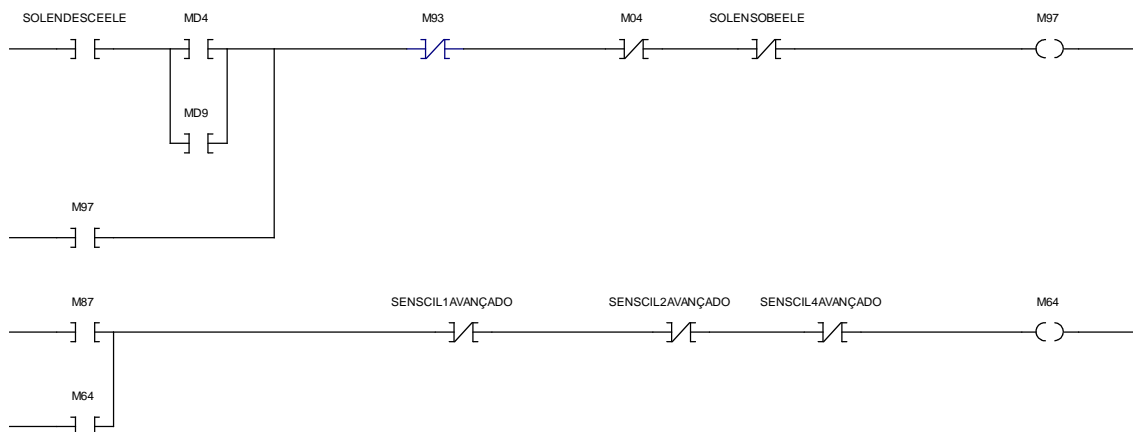 SOLENDESCEELE MD4 M93 M04 SOLENSOBEELE M97
MD9
M97
M87 SENSCIL1AVANÇADO SENSCIL2AVANÇADO SENSCIL4AVANÇADO M64
M64